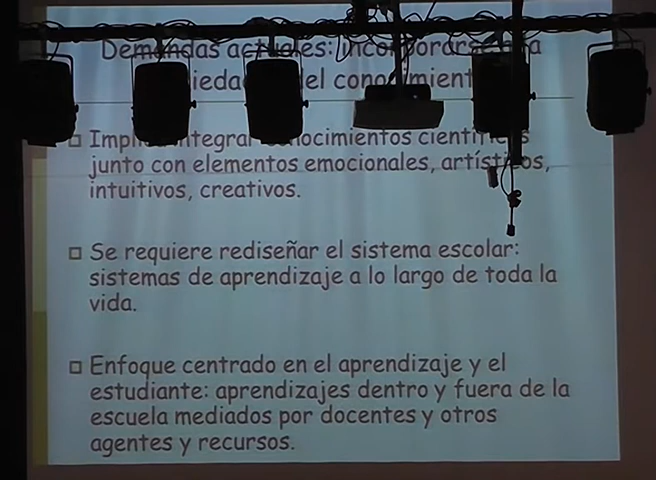 Demandas actuales: incorporarse a
del conocimiento
Implica integrar conocimientos científicos
junto con elementos emocionales, artísticos,
intuitivos, creativos.
Se requiere rediseñar el sistema escolar:
sistemas de aprendizaje a lo largo de toda la
vida.
Enfoque centrado en el aprendizaje y el
estudiante: aprendizajes dentro y fuera de la
escuela mediados por docentes y otros
agentes y recursos.